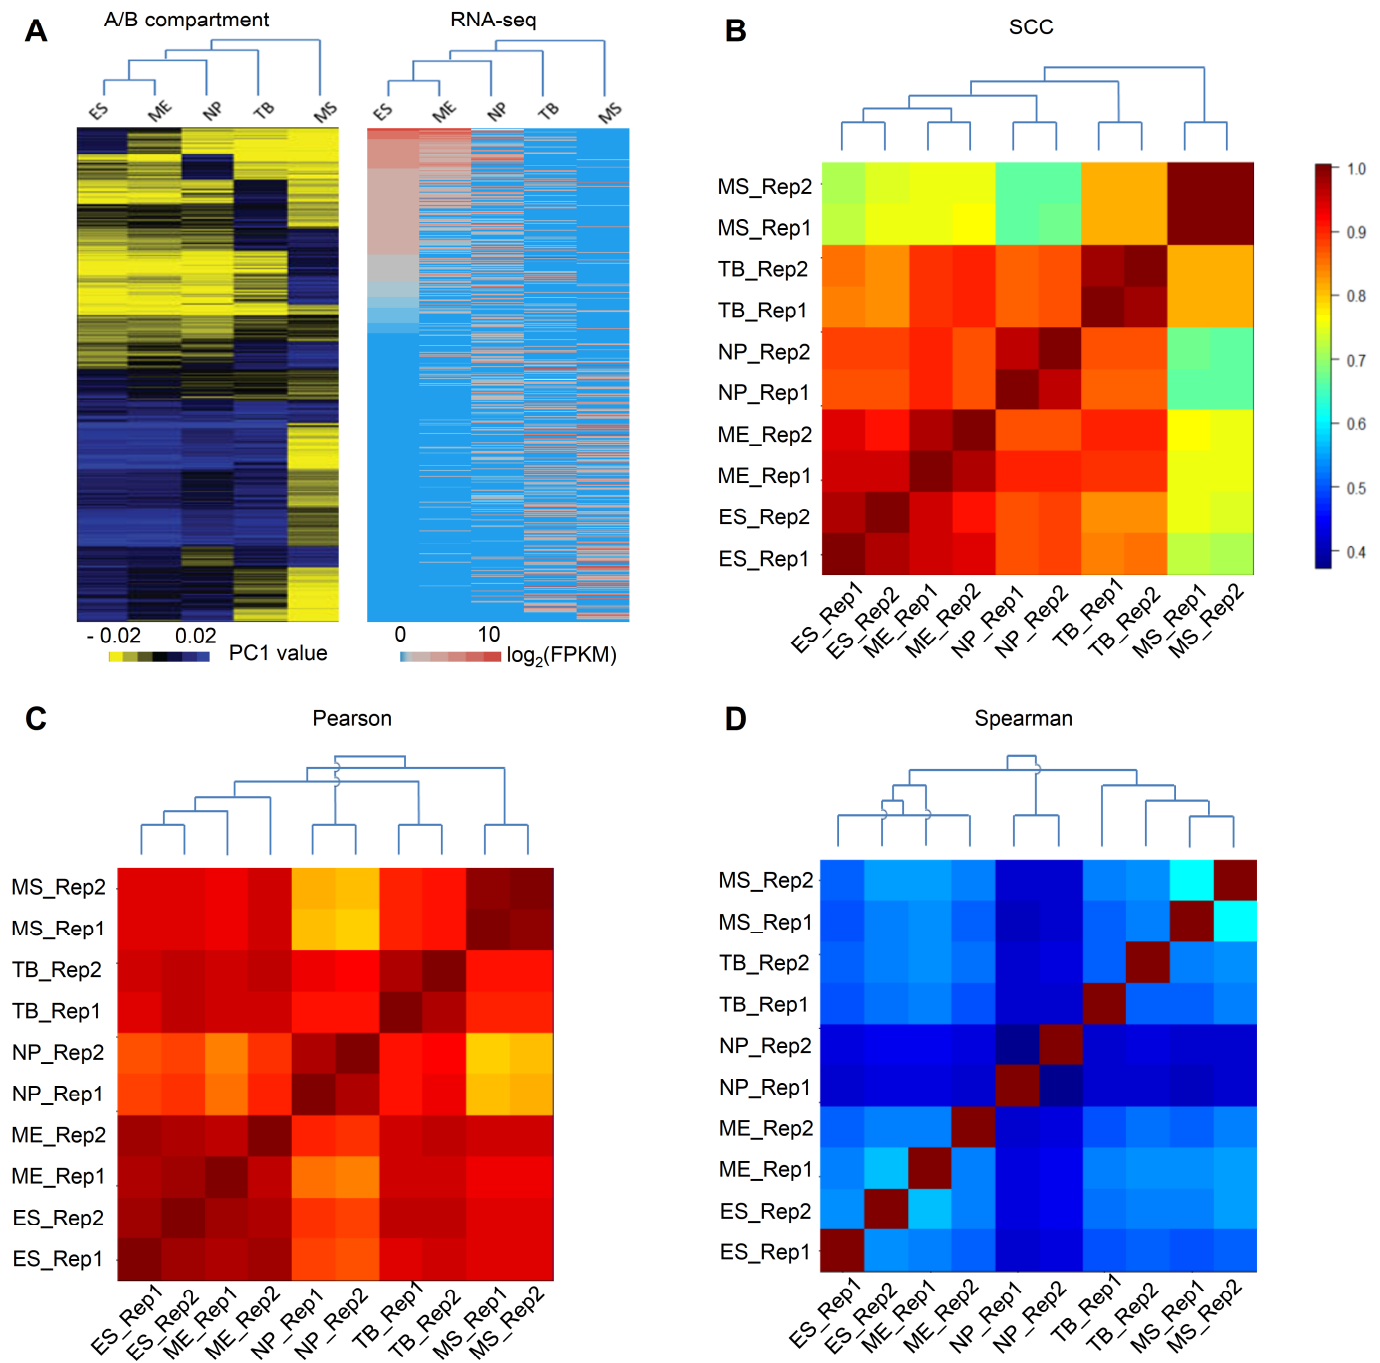 A
A/B compartment
RNA-seq
ES
ME
NP
TB
MS
ES
ME
NP
TB
MS
- 0.02
0.02
PC1 value
0
10
log2(FPKM)
B
SCC
MS_Rep2
MS_Rep1
TB_Rep2
TB_Rep1
NP_Rep2
NP_Rep1
ME_Rep2
ME_Rep1
ES_Rep2
ES_Rep1
ES_Rep1
ES_Rep2
ME_Rep1
ME_Rep2
NP_Rep1
NP_Rep2
TB_Rep1
TB_Rep2
MS_Rep1
MS_Rep2
1.0
0.9
0.8
0.7
0.6
0.5
0.4
C
Pearson
MS_Rep2
MS_Rep1
TB_Rep2
TB_Rep1
NP_Rep2
NP_Rep1
ME_Rep2
ME_Rep1
ES_Rep2
ES_Rep1
ES_Rep1
ES_Rep2
ME_Rep1
ME_Rep2
NP_Rep1
NP_Rep2
TB_Rep1
TB_Rep2
MS_Rep1
MS_Rep2
D
Spearman
MS_Rep2
MS_Rep1
TB_Rep2
TB_Rep1
NP_Rep2
NP_Rep1
ME_Rep2
ME_Rep1
ES_Rep2
ES_Rep1
ES_Rep1
ES_Rep2
ME_Rep1
ME_Rep2
NP_Rep1
NP_Rep2
TB_Rep1
TB_Rep2
MS_Rep1
MS_Rep2